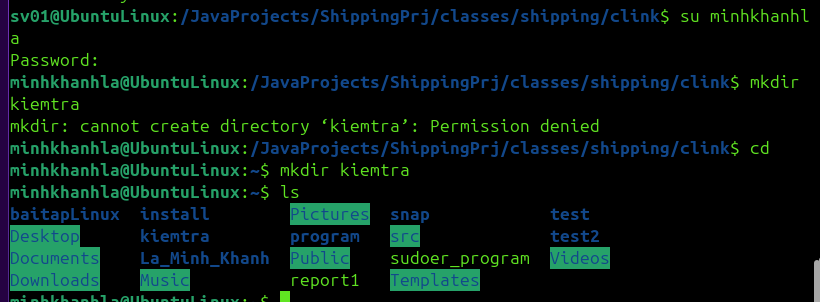 sv01@UbuntuLinux:/JavaProjects/ShippingPrj/classes/shipping/clink$ su minhkhanhl
a
Password:
minhkhanhla@UbuntuLinux:/JavaProjects/ShippingPrj/classes/shipping/clink$ mkdir
kiemtra
mkdir: cannot create directory ‘kiemtra’: Permission denied
minhkhanhla@UbuntuLinux:/JavaProjects/ShippingPrj/classes/shipping/clink$ cd
minhkhanhla@UbuntuLinux:~$ mkdir kiemtra
minhkhanhla@UbuntuLinux:~$ ls
baitapLinux install Pictures snap test
Desktop kiemtra program src test2
Documents La_Minh_Khanh Public sudoer_program Videos
Downloads Music report1 Templates
minhkhanhla@UbuntuLinux:~$